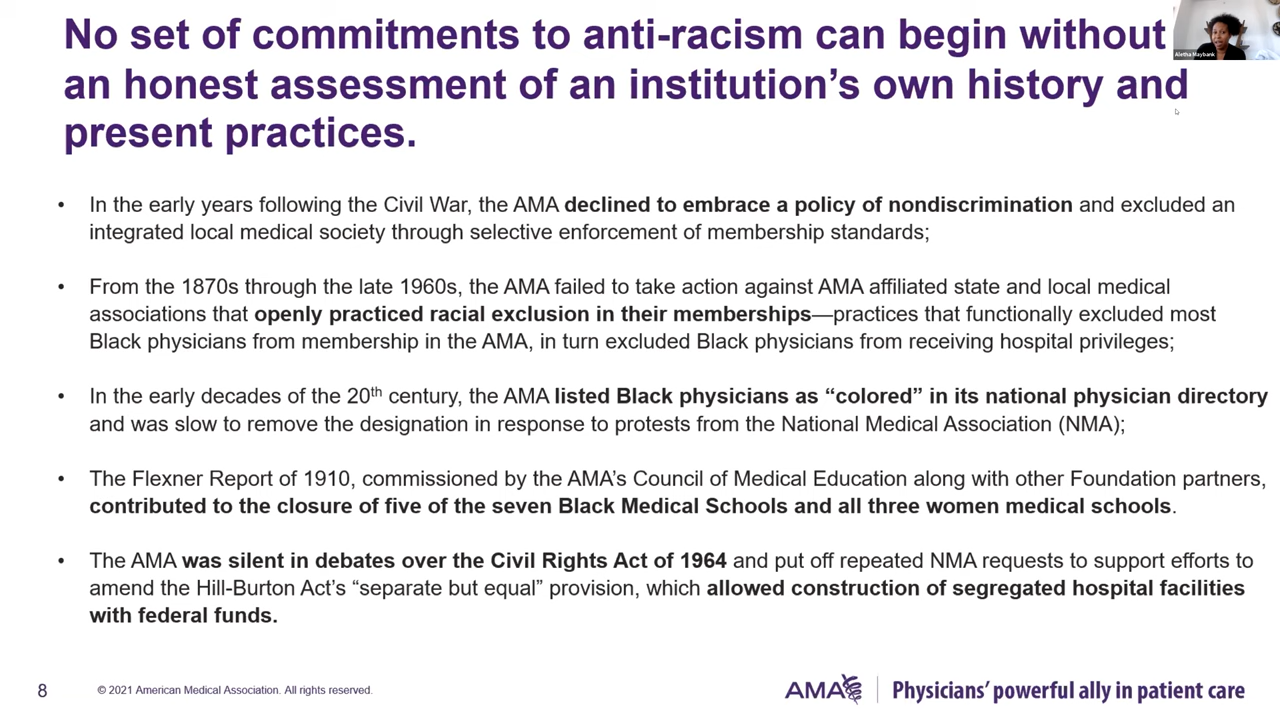 No set of commitments to anti-racism can begin without
an honest assessment of an institution’s own history and
present practices.
Aletha Maybank
• In the early years following the Civil War, the AMA declined to embrace a policy of nondiscrimination and excluded an
integrated local medical society through selective enforcement of membership standards;
• From the 1870s through the late 1960s, the AMA failed to take action against AMA affiliated state and local medical
associations that openly practiced racial exclusion in their memberships—practices that functionally excluded most
Black physicians from membership in the AMA, in turn excluded Black physicians from receiving hospital privileges;
• In the early decades of the 20th century, the AMA listed Black physicians as “colored” in its national physician directory
and was slow to remove the designation in response to protests from the National Medical Association (NMA);
• The Flexner Report of 1910, commissioned by the AMA’s Council of Medical Education along with other Foundation partners,
contributed to the closure of five of the seven Black Medical Schools and all three women medical schools.
• The AMA was silent in debates over the Civil Rights Act of 1964 and put off repeated NMA requests to support efforts to
amend the Hill-Burton Act’s “separate but equal” provision, which allowed construction of segregated hospital facilities
with federal funds.
8
© 2021 American Medical Association. All rights reserved.
AMA
Physicians’ powerful ally in patient care